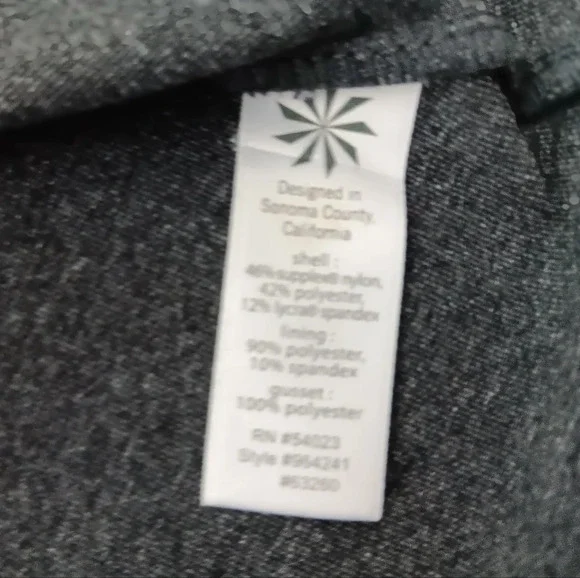 Designed in
Sonoma County,
California
shell :
46% supplex® nylon,
42% polyester,
12% lycra® spandex
lining :
90% polyester,
10% spandex
gusset :
100% polyester
RN #54023
Style #964241
#63260